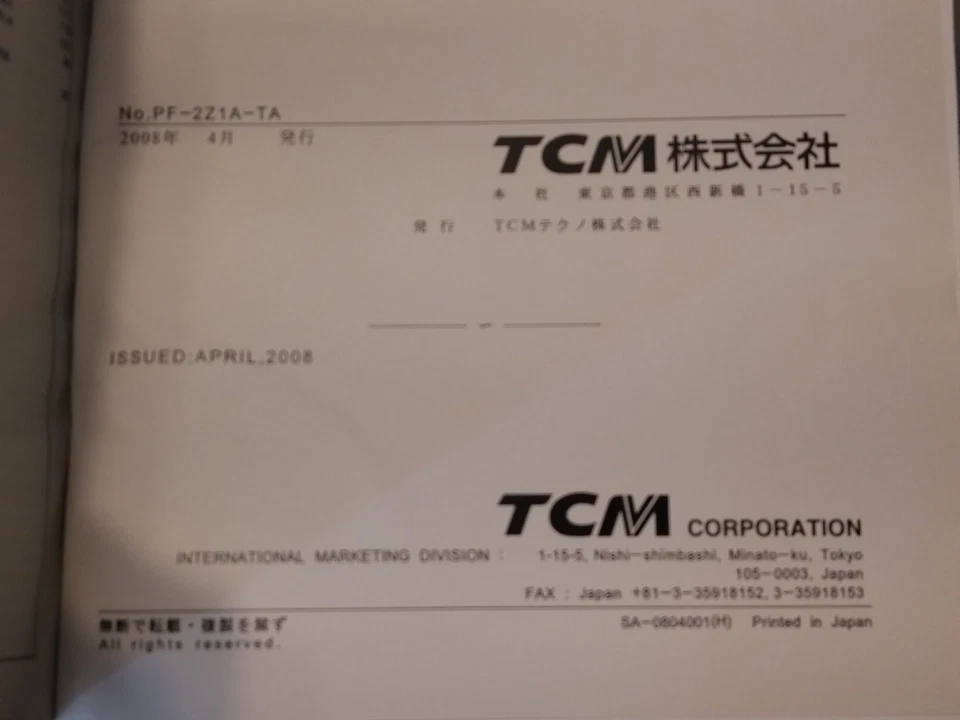 No.PF-2Z1A-TA
2008年 4月 発行
TCM 株式会社
本 社 東京都港区西新橋1-15-5
発 行 TCMテクノ株式会社
ISSUED:APRIL,2008
TCM CORPORATION
INTERNATIONAL MARKETING DIVISION : 1-15-5, Nishi-shimbashi, Minato-ku, Tokyo
105-0003, Japan
FAX : Japan +81-3-35918152, 3-35918153
無断で転載・複製を禁ず
All rights reserved.
SA-0804001(H) Printed in Japan